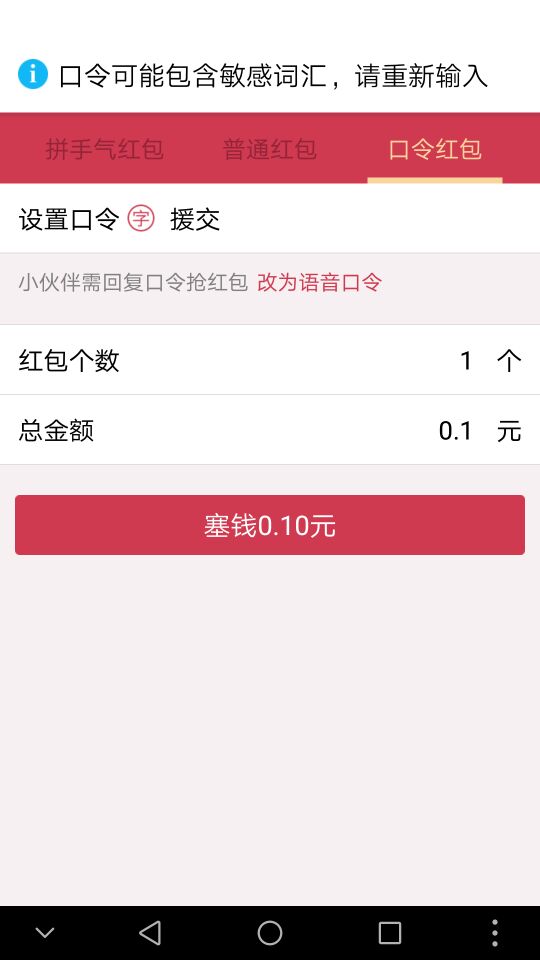 口令可能包含敏感词汇，请重新输入
拼手气红包 普通红包 口令红包
设置口令 字 援交
小伙伴需回复口令抢红包 改为语音口令
红包个数 1 个
总金额 0.1 元
塞钱0.10元